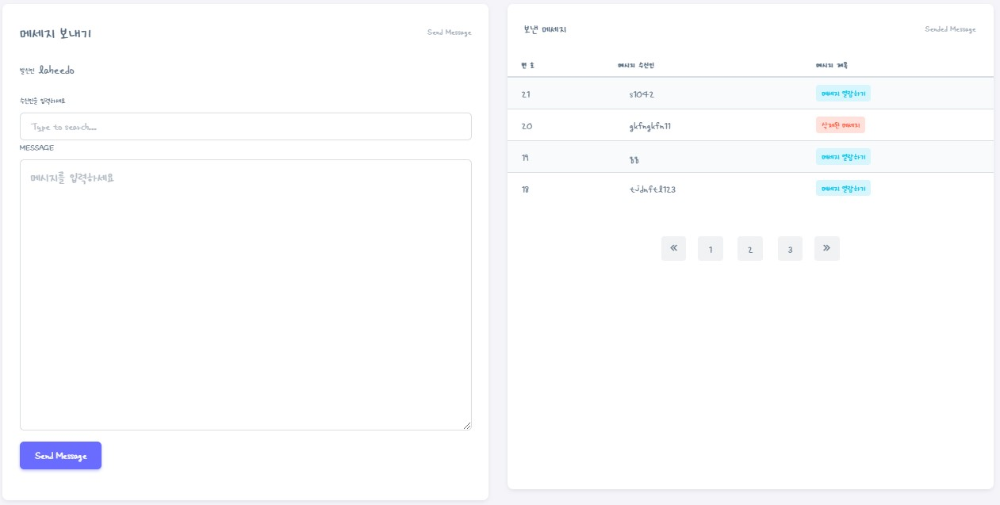 메세지 보내기
Send Message
발신인 laheedo
수신인을 입력하세요
Type to search...
MESSAGE
메시지를 입력하세요
Send Message
보낸 메세지
Sended Message
번호 메시지 수신인 메시지 제목
21 s1042 메세지 열람하기
20 gkfngkfn11 삭제된 메세지
19 ㅎㅎ 메세지 열람하기
18 tjdnftl123 메세지 열람하기
« 1 2 3 »